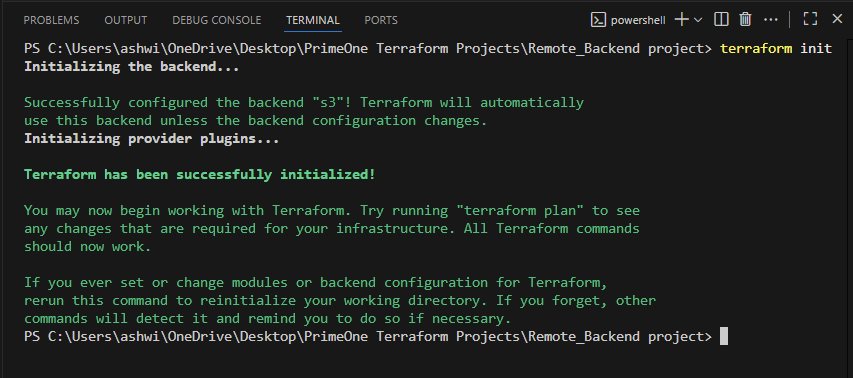 PROBLEMS OUTPUT DEBUG CONSOLE TERMINAL PORTS powershell
PS C:\Users\ashwi\OneDrive\Desktop\PrimeOne Terraform Projects\Remote_Backend project> terraform init
Initializing the backend...
Successfully configured the backend "s3"! Terraform will automatically
use this backend unless the backend configuration changes.
Initializing provider plugins...
Terraform has been successfully initialized!
You may now begin working with Terraform. Try running "terraform plan" to see
any changes that are required for your infrastructure. All Terraform commands
should now work.
If you ever set or change modules or backend configuration for Terraform,
rerun this command to reinitialize your working directory. If you forget, other
commands will detect it and remind you to do so if necessary.
PS C:\Users\ashwi\OneDrive\Desktop\PrimeOne Terraform Projects\Remote_Backend project>